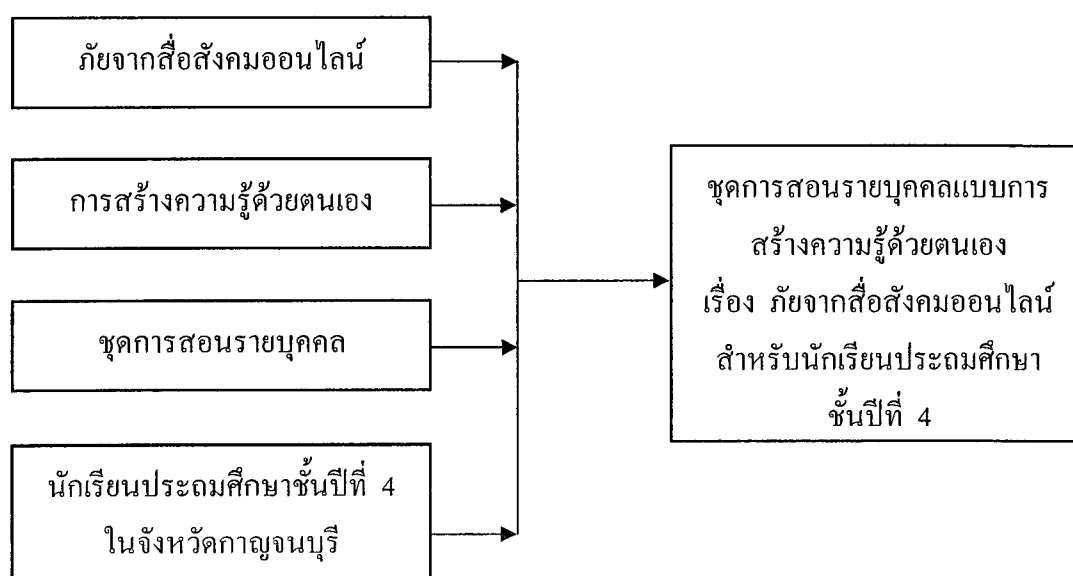 ภัยจากสื่อสังคมออนไลน์
การสร้างความรู้ด้วยตนเอง
ชุดการสอนรายบุคคล
นักเรียนประถมศึกษาชั้นปีที่ 4
ในจังหวัดกาญจนบุรี
ชุดการสอนรายบุคคลแบบการ
สร้างความรู้ด้วยตนเอง
เรื่อง ภัยจากสื่อสังคมออนไลน์
สำหรับนักเรียนประถมศึกษา
ชั้นปีที่ 4